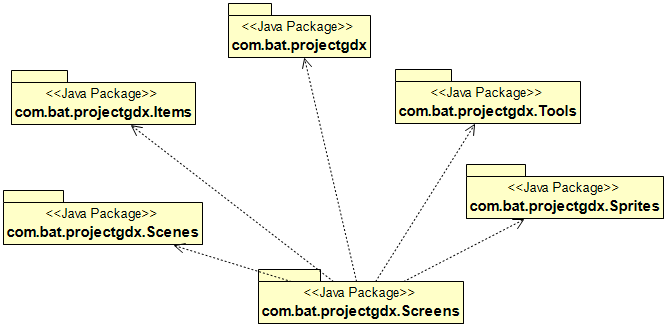 <<Java Package>>
com.bat.projectgdx
<<Java Package>>
com.bat.projectgdx.Items
<<Java Package>>
com.bat.projectgdx.Tools
<<Java Package>>
com.bat.projectgdx.Sprites
<<Java Package>>
com.bat.projectgdx.Scenes
<<Java Package>>
com.bat.projectgdx.Screens